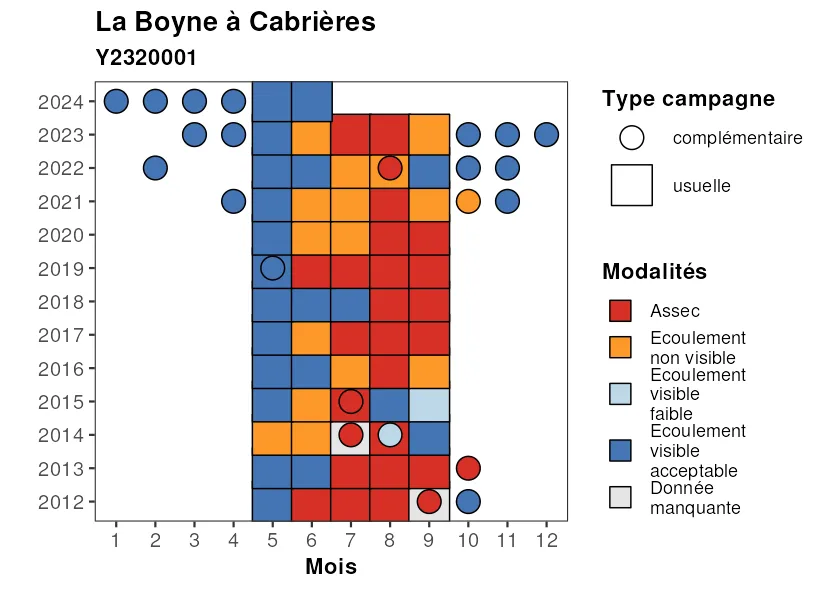 La Boyne à Cabrières
Y2320001
2024
2023
2022
2021
2020
2019
2018
2017
2016
2015
2014
2013
2012
1 2 3 4 5 6 7 8 9 10 11 12
Mois
Type campagne
complémentaire
usuelle
Modalités
Assec
Ecoulement
non visible
Ecoulement
visible
faible
Ecoulement
visible
acceptable
Donnée
manquante